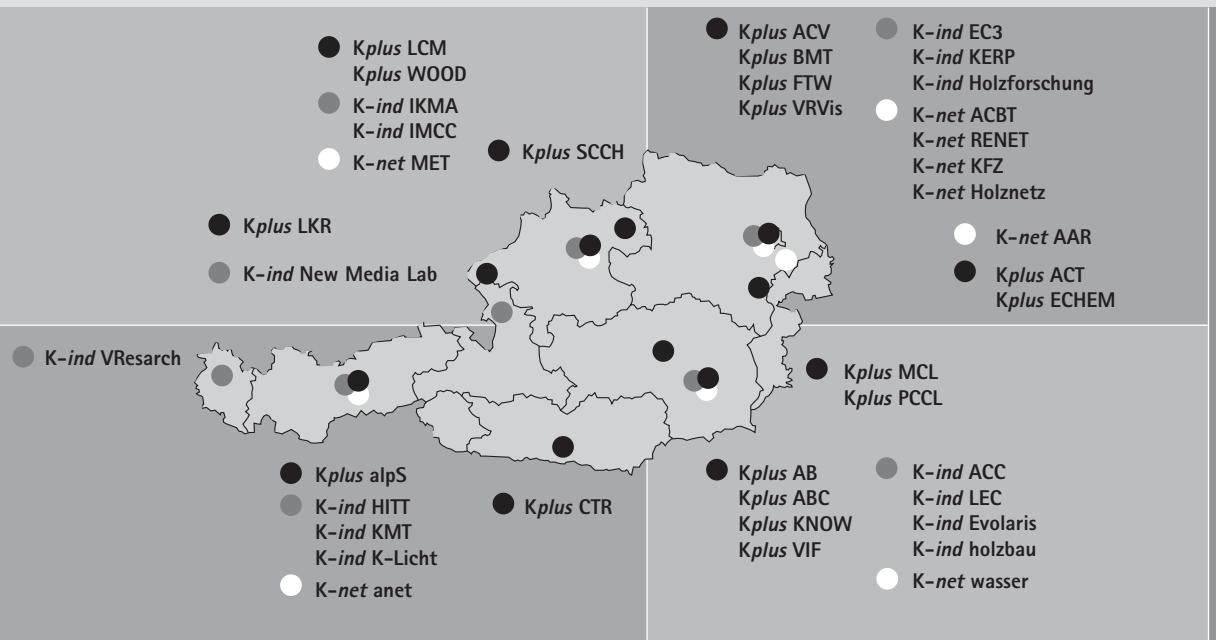 Kplus LCM
Kplus WOOD
K-ind IKMA
K-ind IMCC
K-net MET
Kplus SCCH
Kplus LKR
K-ind New Media Lab
Kplus ACV
Kplus BMT
Kplus FTW
Kplus VRVis
K-ind EC3
K-ind KERP
K-ind Holzforschung
K-net ACBT
K-net RENET
K-net KFZ
K-net Holznetz
K-net AAR
Kplus ACT
Kplus ECHEM
K-ind VResarch
Kplus alpS
K-ind HITT
K-ind KMT
K-ind K-Licht
K-net anet
Kplus CTR
Kplus MCL
Kplus PCCL
Kplus AB
Kplus ABC
Kplus KNOW
Kplus VIF
K-ind ACC
K-ind LEC
K-ind Evolaris
K-ind holzbau
K-net wasser